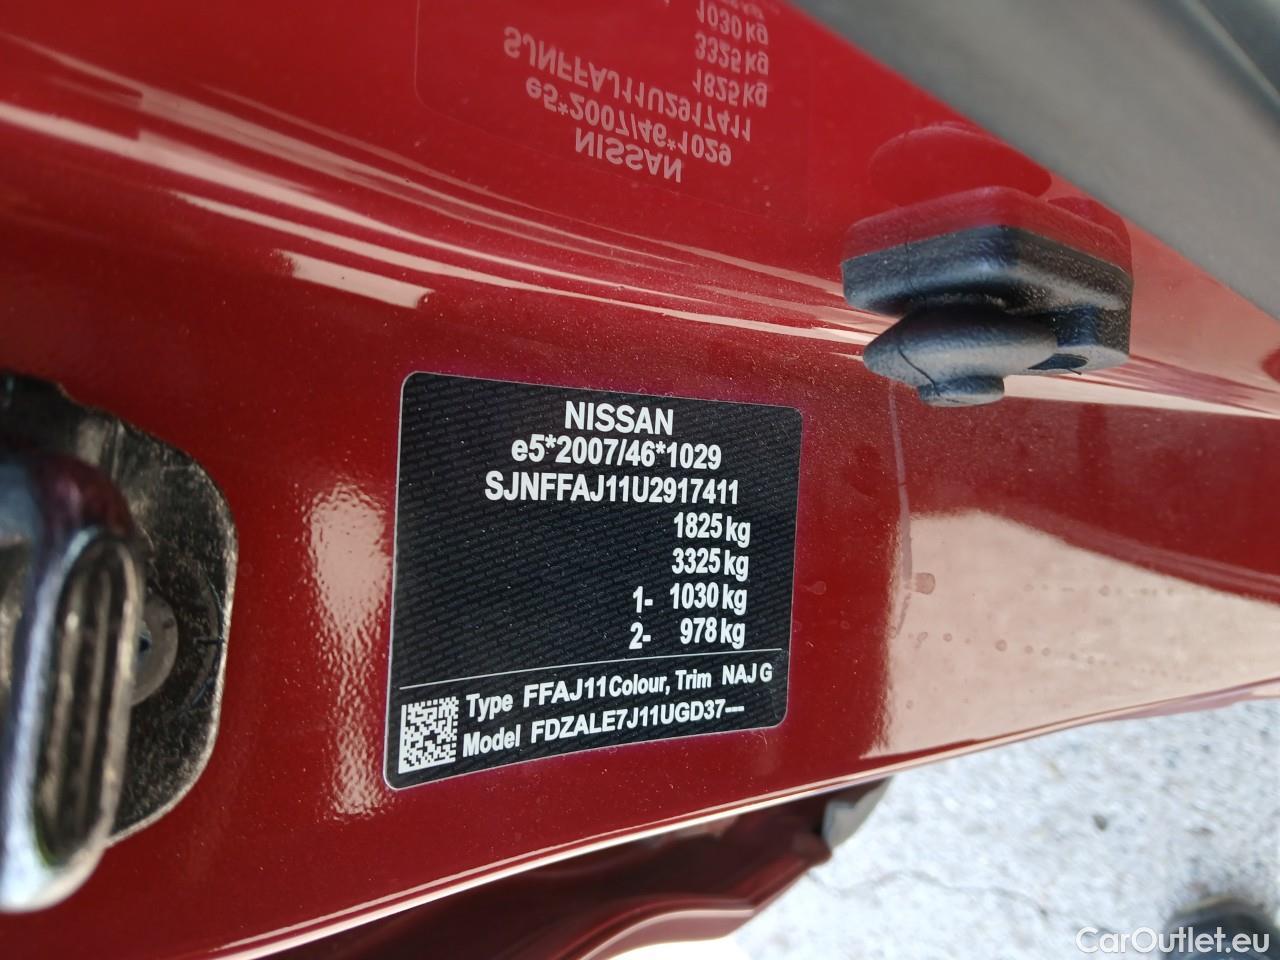 1030 kg
3325 kg
1825 kg
SJNFFAJ11U2917411
e5*2007/46*1029
NISSAN
NISSAN
e5*2007/46*1029
SJNFFAJ11U2917411
1825 kg
3325 kg
1- 1030 kg
2- 978 kg
Type FFAJ11 Colour, Trim NAJ G
Model FDZALE7J11UGD37---
CarOutlet.eu